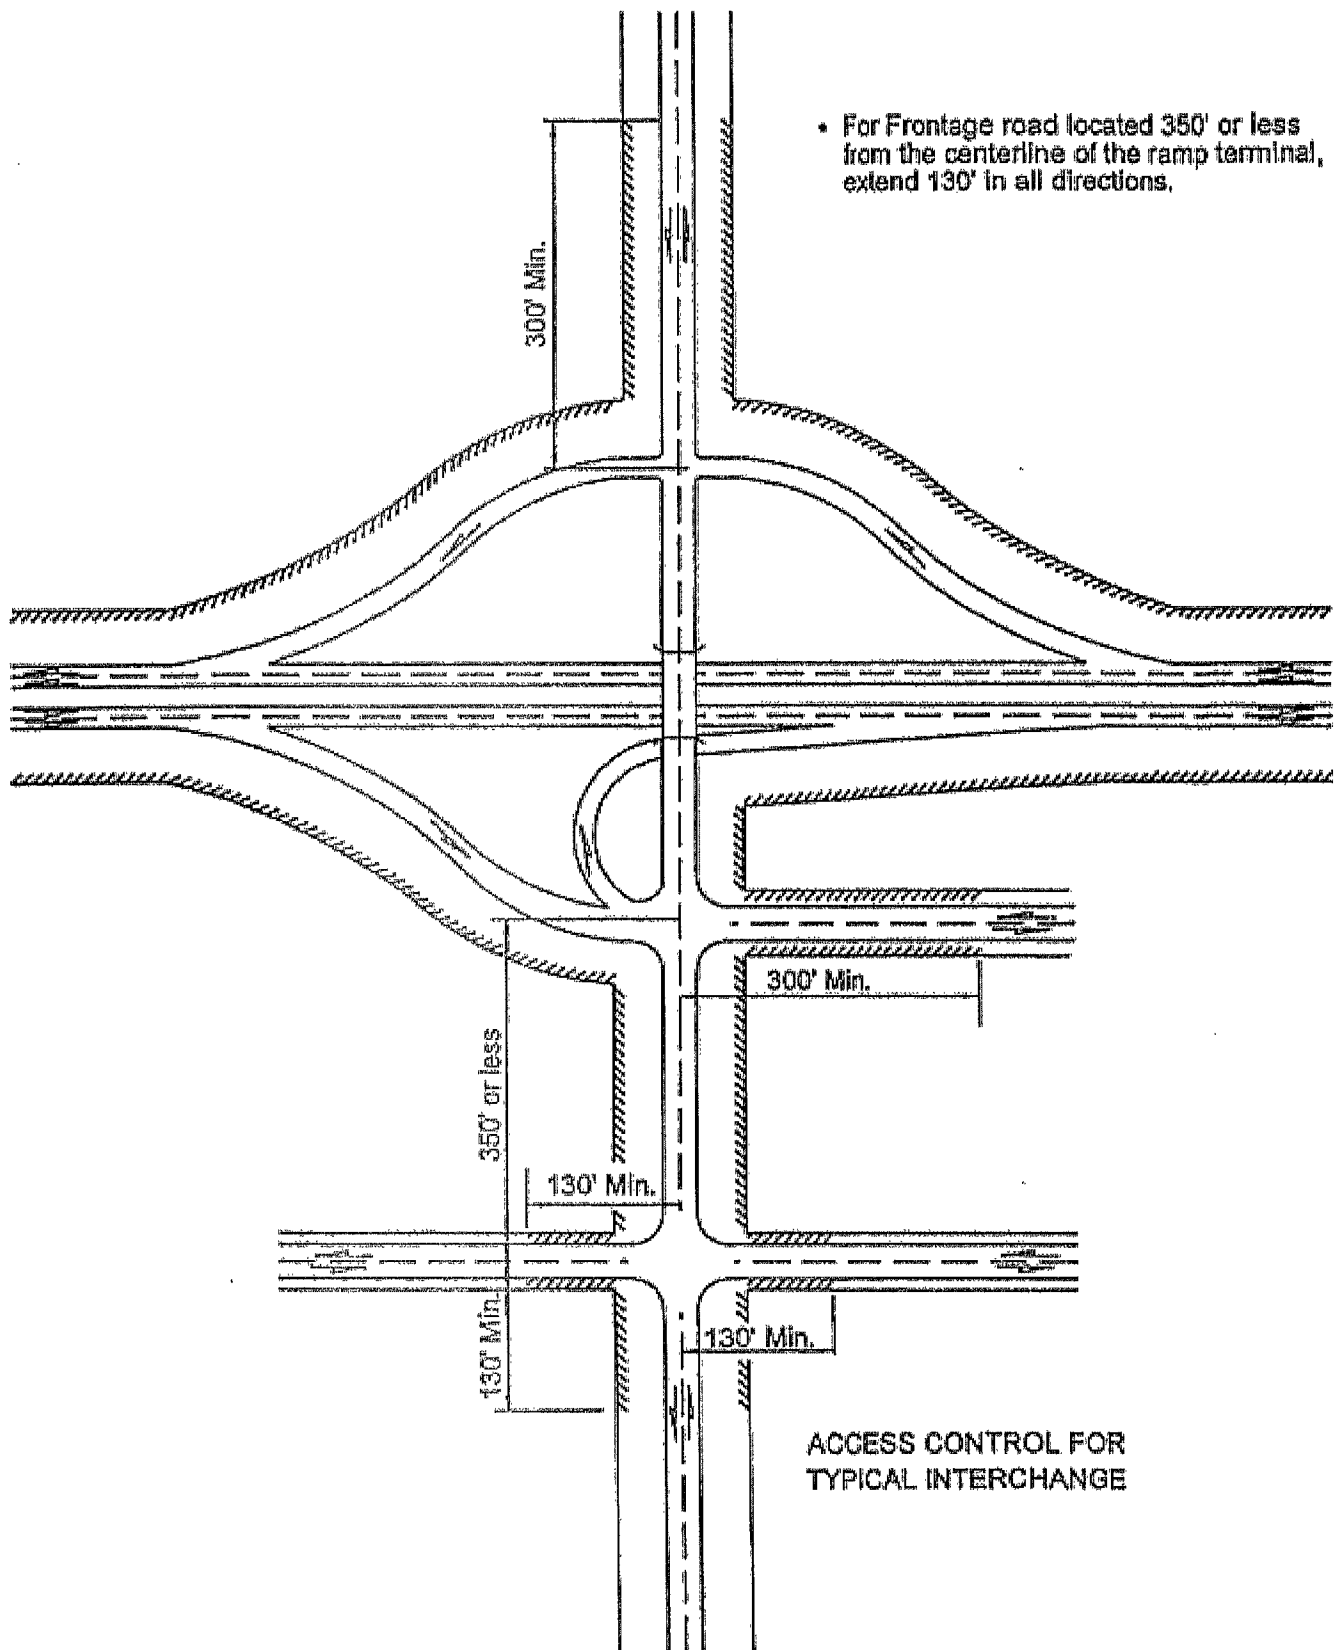 • For Frontage road located 350' or less
from the centerline of the ramp terminal,
extend 130' in all directions.
300' Min.
300' Min.
350' or less
130' Min.
130' Min.
130' Min.
ACCESS CONTROL FOR
TYPICAL INTERCHANGE